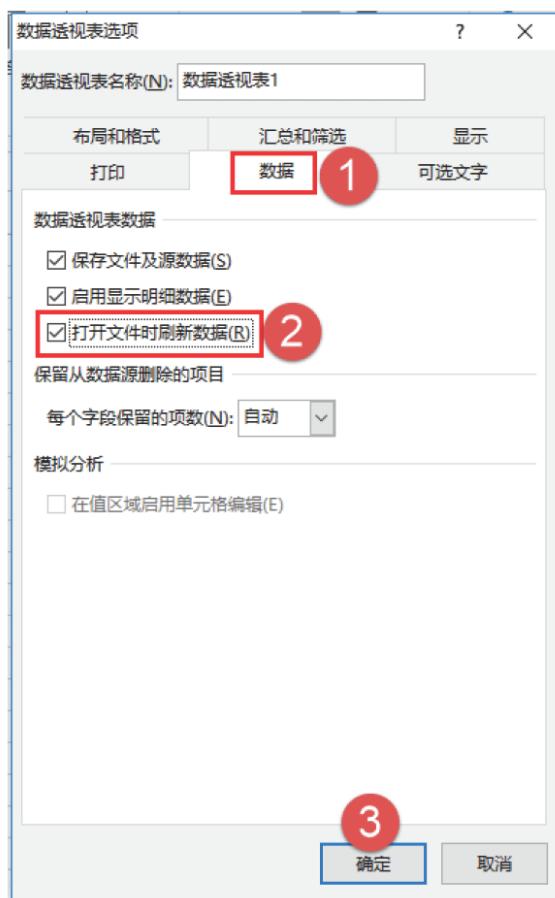 数据透视表选项 ?
数据透视表名称(N): 数据透视表1
布局和格式 汇总和筛选 显示
打印 数据 1 可选文字
数据透视表数据
保存文件及源数据(S)
启用显示明细数据(E)
打开文件时刷新数据(R) 2
保留从数据源删除的项目
每个字段保留的项数(N): 自动
模拟分析
在值区域启用单元格编辑(E)
3
确定 取消